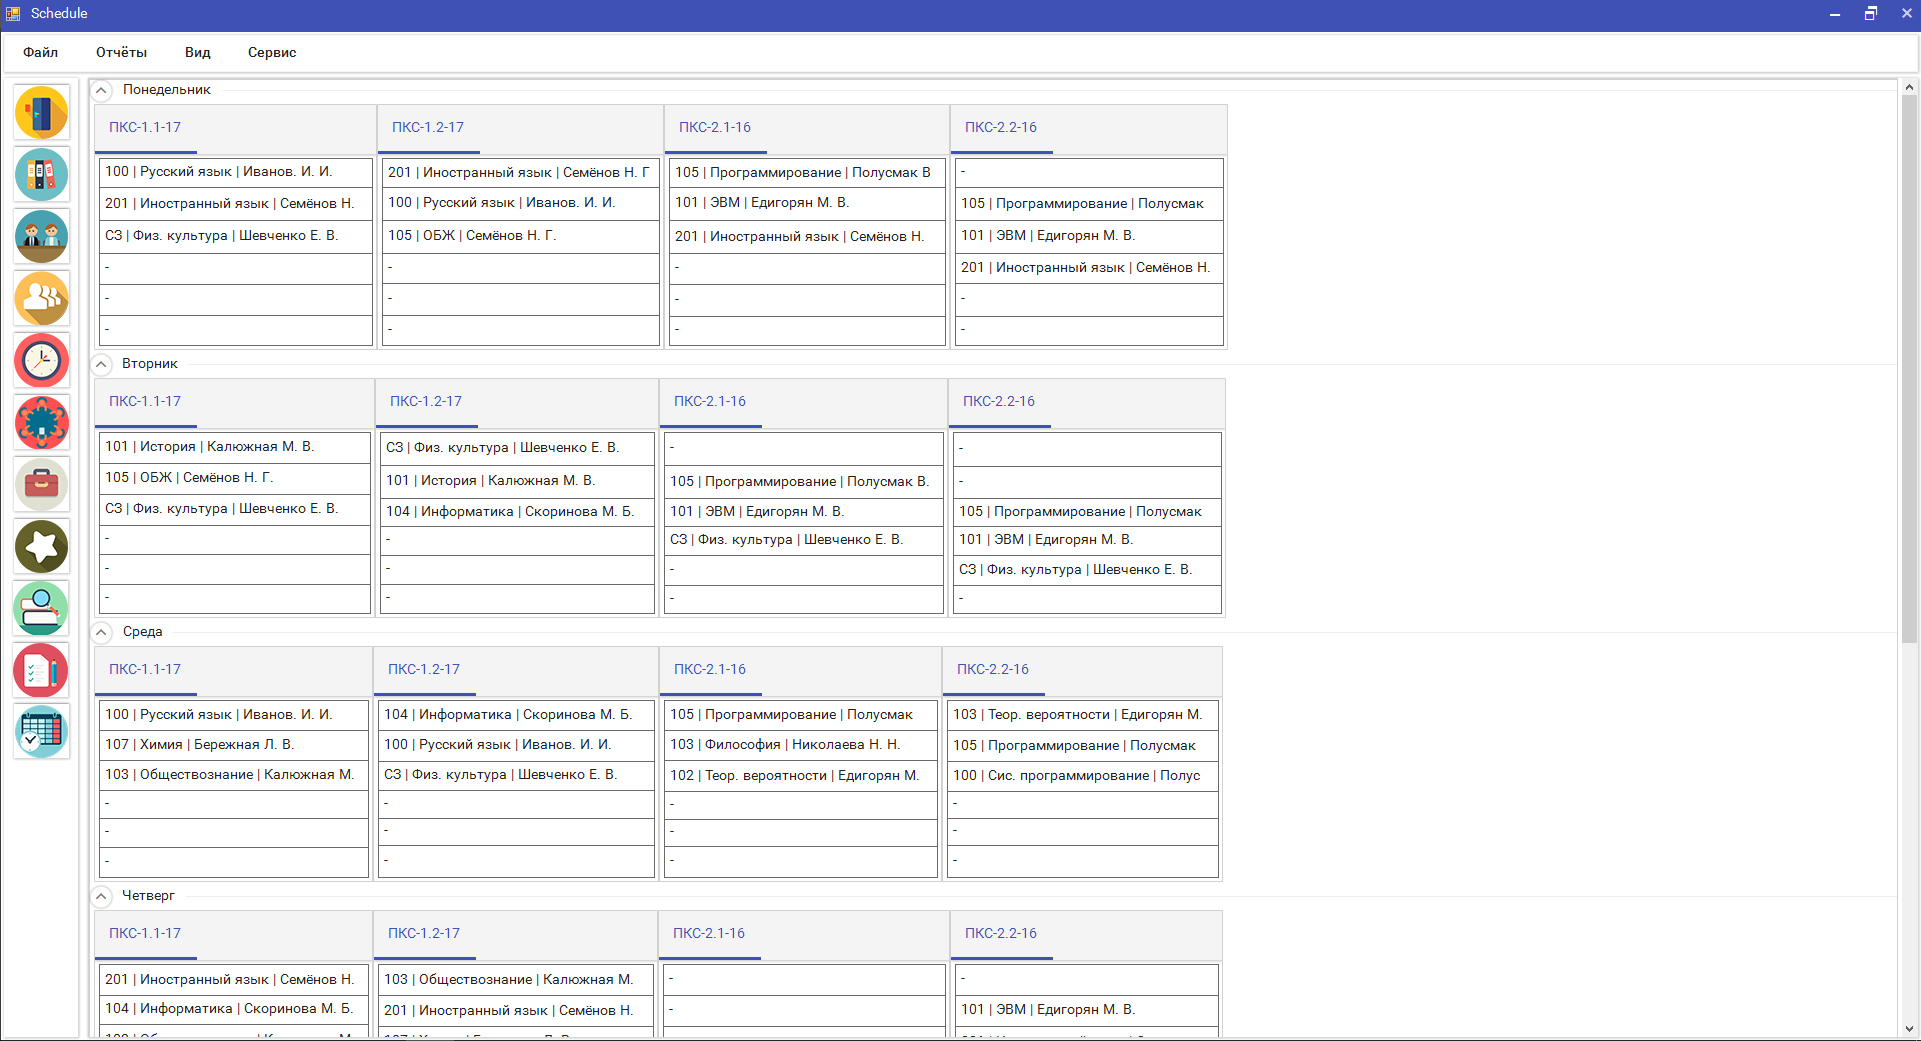 Schedule
Файл Отчёты Вид Сервис
Понедельник
ПКС-1.1-17 ПКС-1.2-17 ПКС-2.1-16 ПКС-2.2-16
100 | Русский язык | Иванов. И. И. 201 | Иностранный язык | Семёнов Н. Г 105 | Программирование | Полусмак В -
201 | Иностранный язык | Семёнов Н. 100 | Русский язык | Иванов. И. И. 101 | ЭВМ | Едигорян М. В. 105 | Программирование | Полусмак
СЗ | Физ. культура | Шевченко Е. В. 105 | ОБЖ | Семёнов Н. Г. 201 | Иностранный язык | Семёнов Н. 101 | ЭВМ | Едигорян М. В.
- - - 201 | Иностранный язык | Семёнов Н.
- - - -
- - - -
Вторник
ПКС-1.1-17 ПКС-1.2-17 ПКС-2.1-16 ПКС-2.2-16
101 | История | Калюжная М. В. СЗ | Физ. культура | Шевченко Е. В. - -
105 | ОБЖ | Семёнов Н. Г. 101 | История | Калюжная М. В. 105 | Программирование | Полусмак В. -
СЗ | Физ. культура | Шевченко Е. В. 104 | Информатика | Скоринова М. Б. 101 | ЭВМ | Едигорян М. В. 105 | Программирование | Полусмак
- - СЗ | Физ. культура | Шевченко Е. В. 101 | ЭВМ | Едигорян М. В.
- - - СЗ | Физ. культура | Шевченко Е. В.
- - - -
Среда
ПКС-1.1-17 ПКС-1.2-17 ПКС-2.1-16 ПКС-2.2-16
100 | Русский язык | Иванов. И. И. 104 | Информатика | Скоринова М. Б. 105 | Программирование | Полусмак 103 | Теор. вероятности | Едигорян М.
107 | Химия | Бережная Л. В. 100 | Русский язык | Иванов. И. И. 103 | Философия | Николаева Н. Н. 105 | Программирование | Полусмак
103 | Обществознание | Калюжная М. СЗ | Физ. культура | Шевченко Е. В. 102 | Теор. вероятности | Едигорян М. 100 | Сис. программирование | Полус
- - - -
- - - -
- - - -
Четверг
ПКС-1.1-17 ПКС-1.2-17 ПКС-2.1-16 ПКС-2.2-16
201 | Иностранный язык | Семёнов Н. 103 | Обществознание | Калюжная М. - -
104 | Информатика | Скоринова М. Б. 201 | Иностранный язык | Семёнов Н. - 101 | ЭВМ | Едигорян М. В.